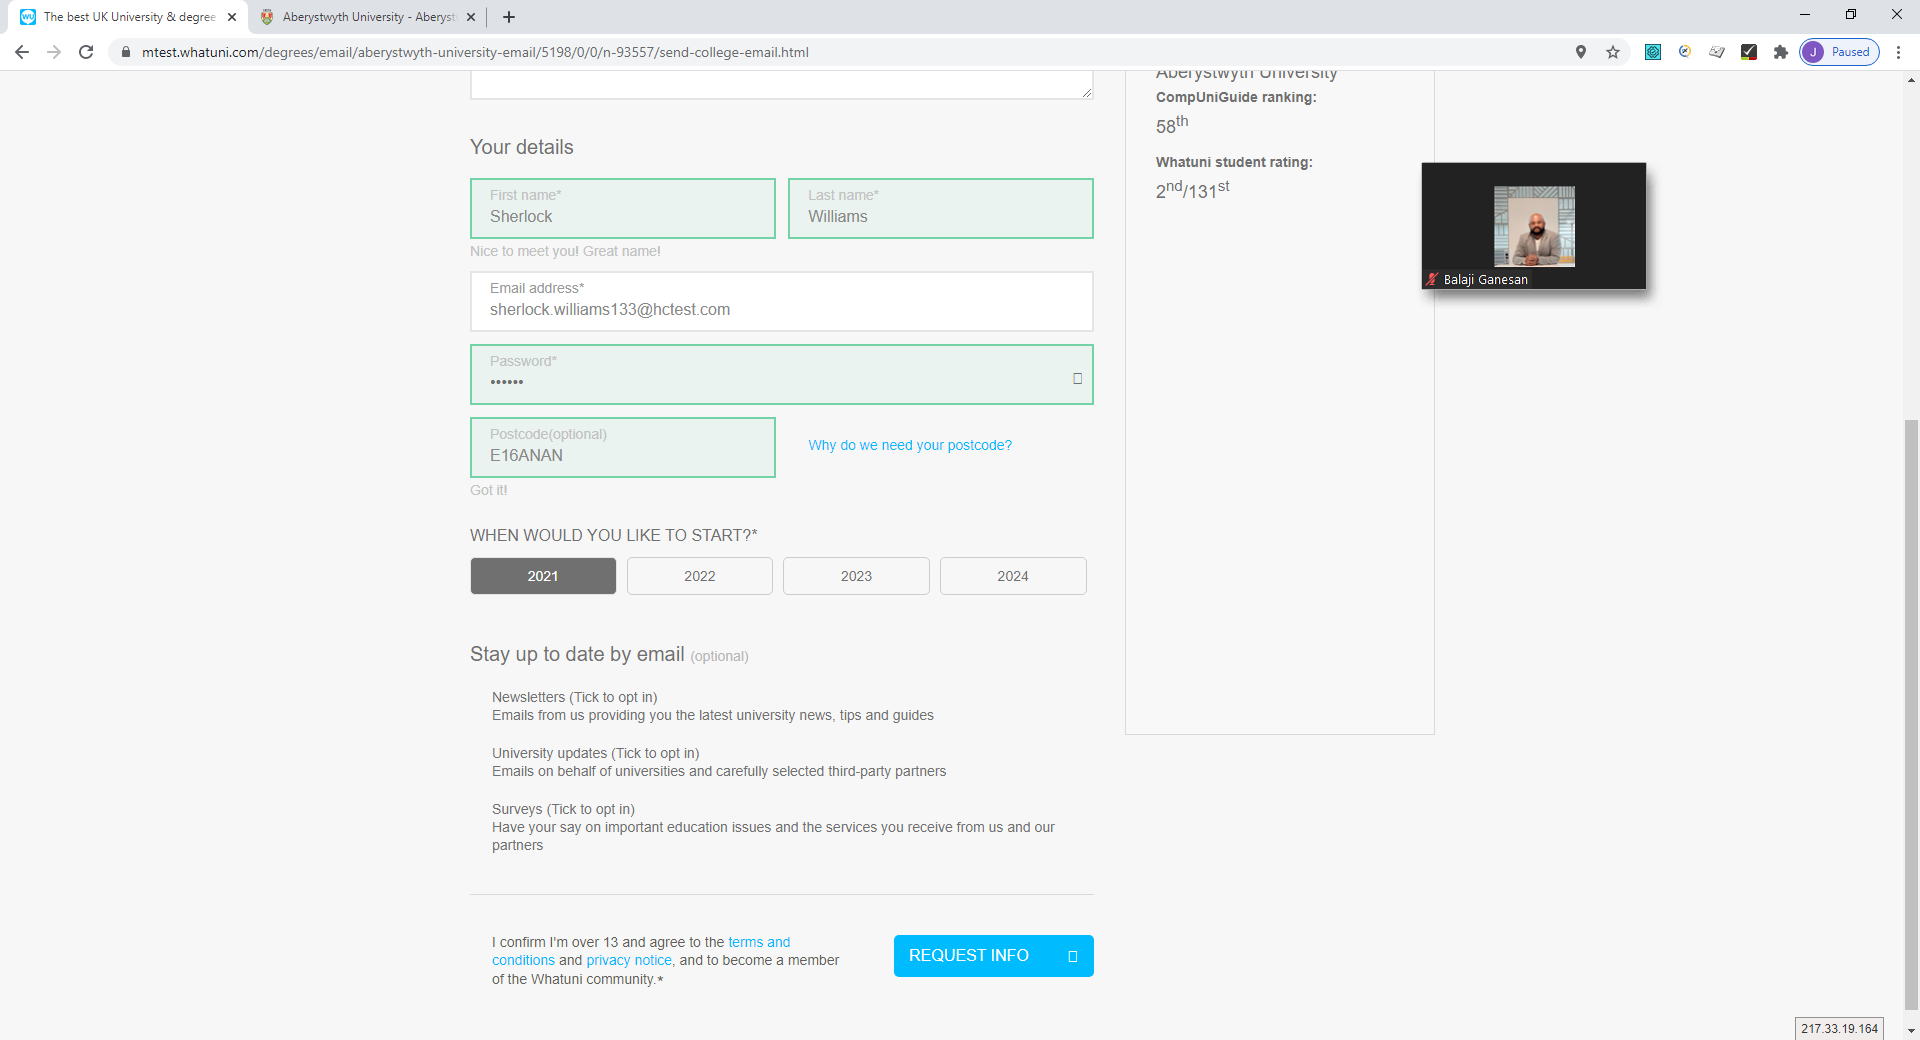 The best UK University & degree
Aberystwyth University - Aberyst
mtest.whatuni.com/degrees/email/aberystwyth-university-email/5198/0/0/n-93557/send-college-email.html
J Paused
Aberystwyth University
CompUniGuide ranking:
58th
Whatuni student rating:
2nd/131st
Balaji Ganesan
Your details
First name*
Sherlock
Last name*
Williams
Nice to meet you! Great name!
Email address*
sherlock.williams133@hctest.com
Password*
••••••
Postcode(optional)
E16ANAN
Why do we need your postcode?
Got it!
WHEN WOULD YOU LIKE TO START?*
2021 2022 2023 2024
Stay up to date by email (optional)
Newsletters (Tick to opt in)
Emails from us providing you the latest university news, tips and guides
University updates (Tick to opt in)
Emails on behalf of universities and carefully selected third-party partners
Surveys (Tick to opt in)
Have your say on important education issues and the services you receive from us and our
partners
I confirm I'm over 13 and agree to the terms and
conditions and privacy notice, and to become a member
of the Whatuni community.*
REQUEST INFO
217.33.19.164